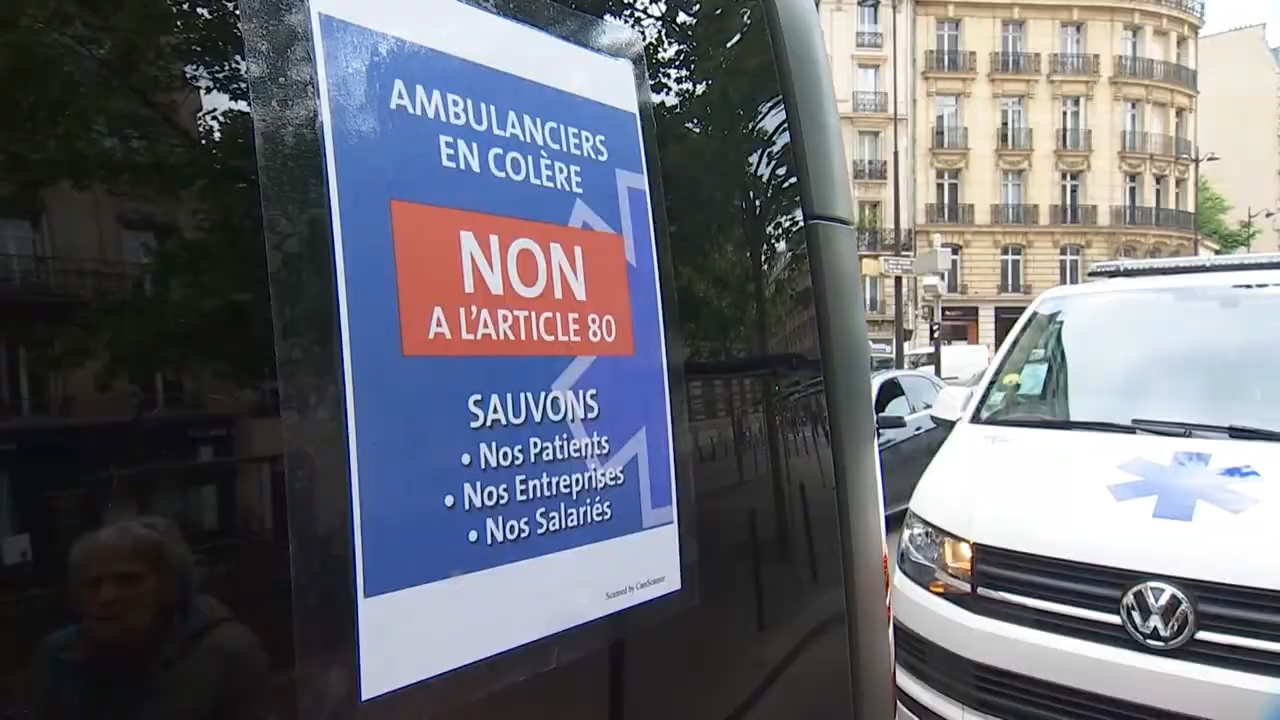 AMBULANCIERS
EN COLÈRE
NON
A L'ARTICLE 80
SAUVONS
• Nos Patients
• Nos Entreprises
• Nos Salariés
Scanned by CamScanner